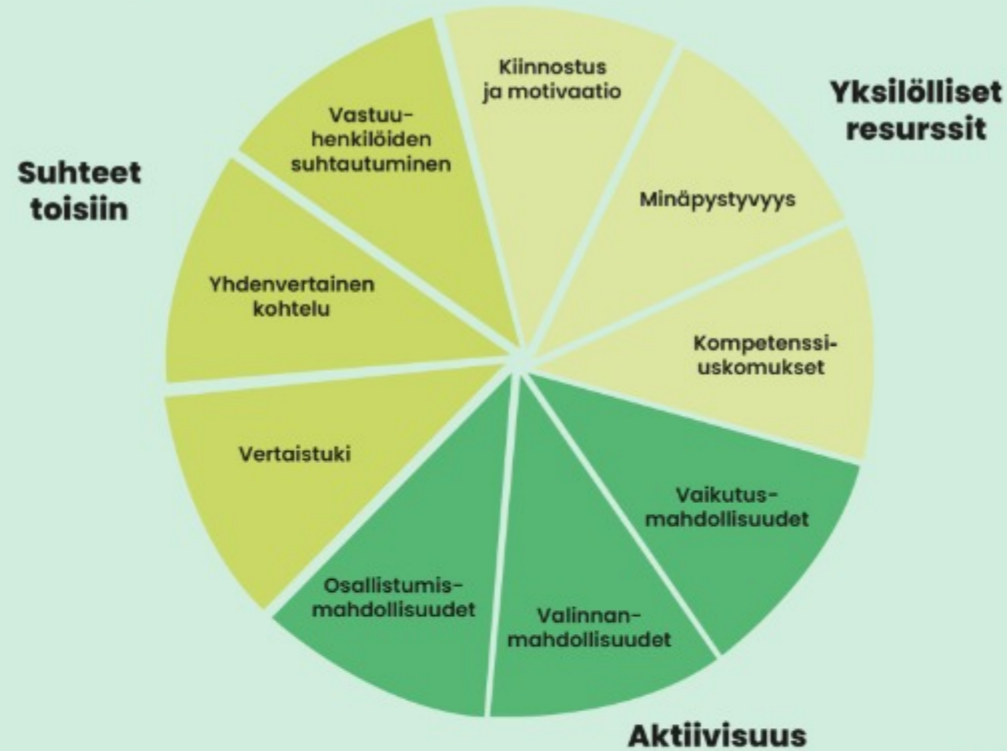 Kiinnostus
ja motivaatio
Yksilölliset
resurssit
Minäpystyvyys
Kompetenssi-
uskomukset
Vaikutus-
mahdollisuudet
Valinnan-
mahdollisuudet
Aktiivisuus
Osallistumis-
mahdollisuudet
Vertaistuki
Yhdenvertainen
kohtelu
Suhteet
toisiin
Vastuu-
henkilöiden
suhtautuminen